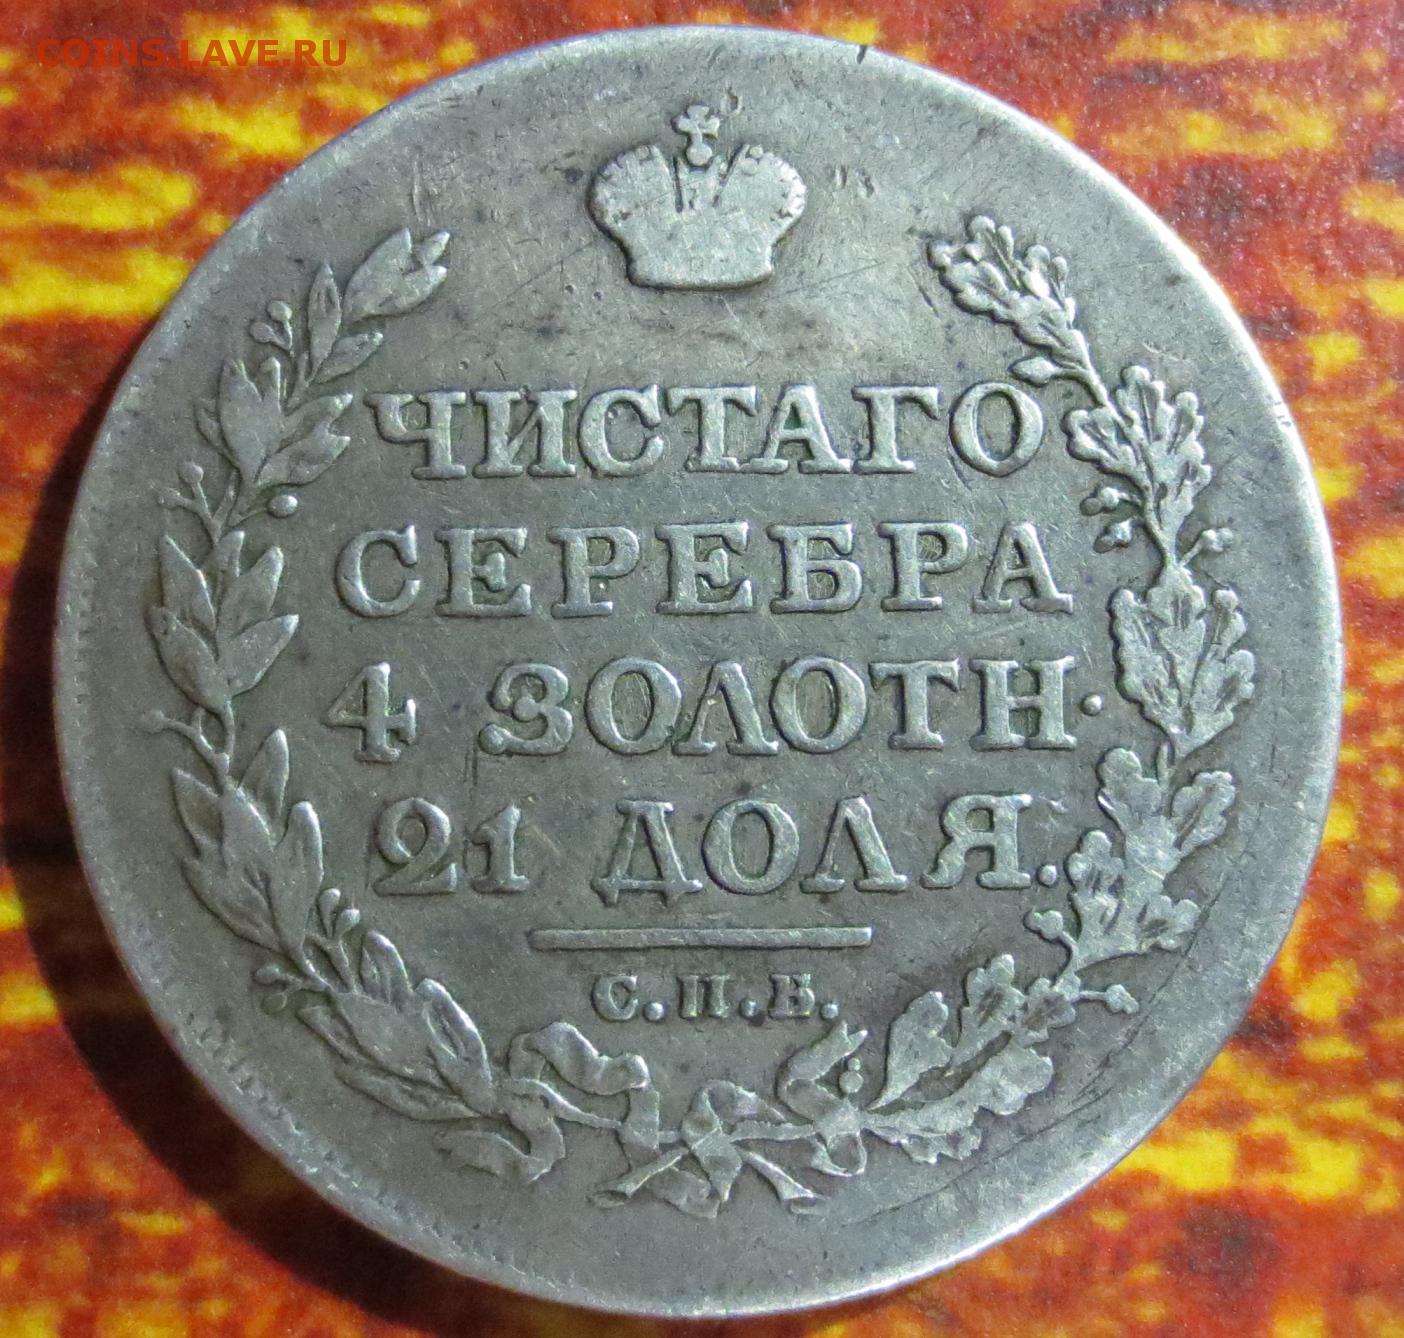 COINS.LAVE.RU
ЧИСТАГО
СЕРЕБРА
4 ЗОЛОТН·
21 ДОЛЯ.
С.П.Б.